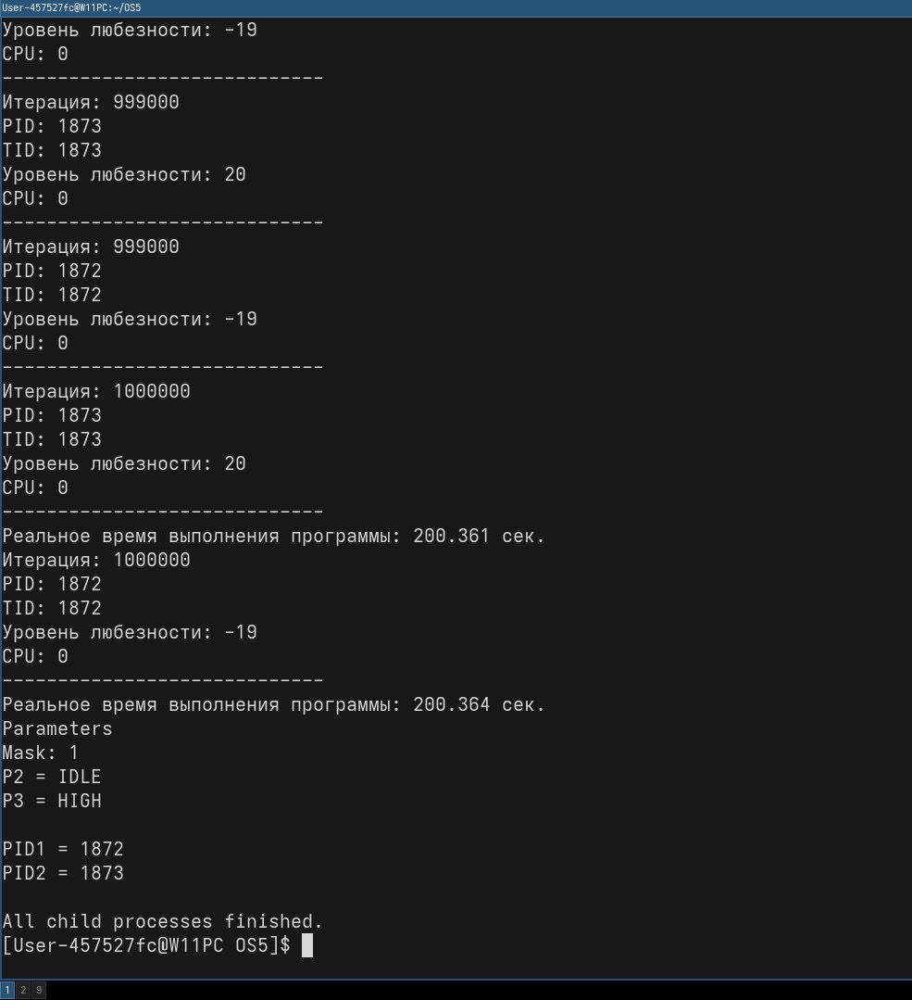 User-457527fc@W11PC:~/OS5
Уровень любезности: -19
CPU: 0
-----------------------------
Итерация: 999000
PID: 1873
TID: 1873
Уровень любезности: 20
CPU: 0
-----------------------------
Итерация: 999000
PID: 1872
TID: 1872
Уровень любезности: -19
CPU: 0
-----------------------------
Итерация: 1000000
PID: 1873
TID: 1873
Уровень любезности: 20
CPU: 0
-----------------------------
Реальное время выполнения программы: 200.361 сек.
Итерация: 1000000
PID: 1872
TID: 1872
Уровень любезности: -19
CPU: 0
-----------------------------
Реальное время выполнения программы: 200.364 сек.
Parameters
Mask: 1
P2 = IDLE
P3 = HIGH
PID1 = 1872
PID2 = 1873
All child processes finished.
[User-457527fc@W11PC OS5]$
1 2 9